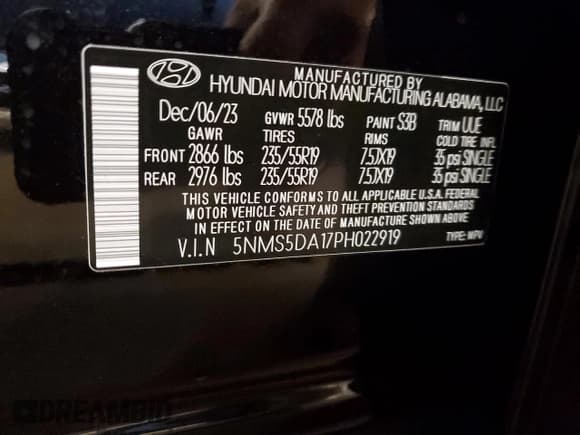 MANUFACTURED BY
HYUNDAI MOTOR MANUFACTURING ALABAMA, LLC
Dec/06/23 GVWR 5578 lbs PAINT S3B TRIM UUE
GAWR TIRES RIMS COLD TIRE INFL
FRONT 2866 lbs 235/55R19 7.5JX19 35 psi SINGLE
REAR 2976 lbs 235/55R19 7.5JX19 35 psi SINGLE
THIS VEHICLE CONFORMS TO ALL APPLICABLE U.S.A. FEDERAL
MOTOR VEHICLE SAFETY AND THEFT PREVENTION STANDARDS
IN EFFECT ON THE DATE OF MANUFACTURE SHOWN ABOVE
V.I.N 5NMS5DA17PH022919 TYPE:MPV
DREAMBID